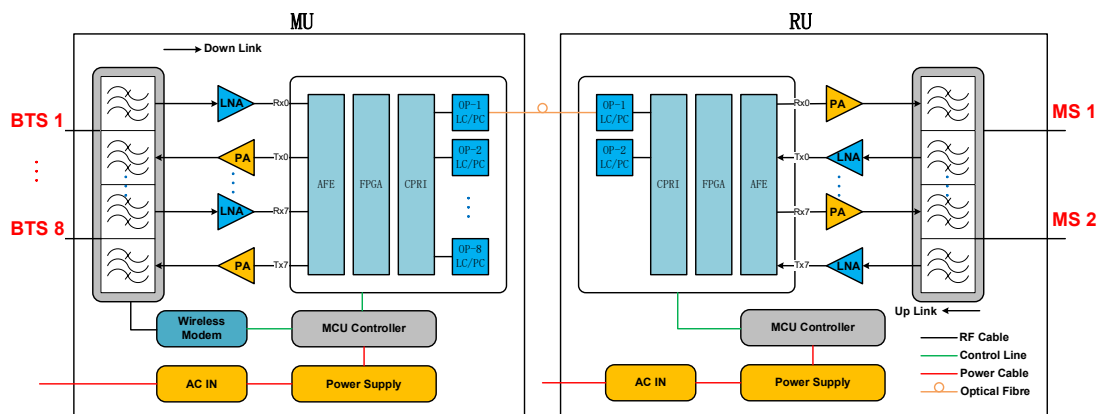 MU
RU
Down Link
BTS 1
BTS 8
LNA
PA
LNA
PA
Rx0
Tx0
Rx7
Tx7
AFE
FPGA
CPRI
OP-1
LC/PC
OP-2
LC/PC
OP-8
LC/PC
Wireless
Modem
MCU Controller
AC IN
Power Supply
OP-1
LC/PC
OP-2
LC/PC
CPRI
FPGA
AFE
Rx0
Tx0
Rx7
Tx7
PA
LNA
PA
LNA
MS 1
MS 2
Up Link
MCU Controller
AC IN
Power Supply
RF Cable
Control Line
Power Cable
Optical Fibre